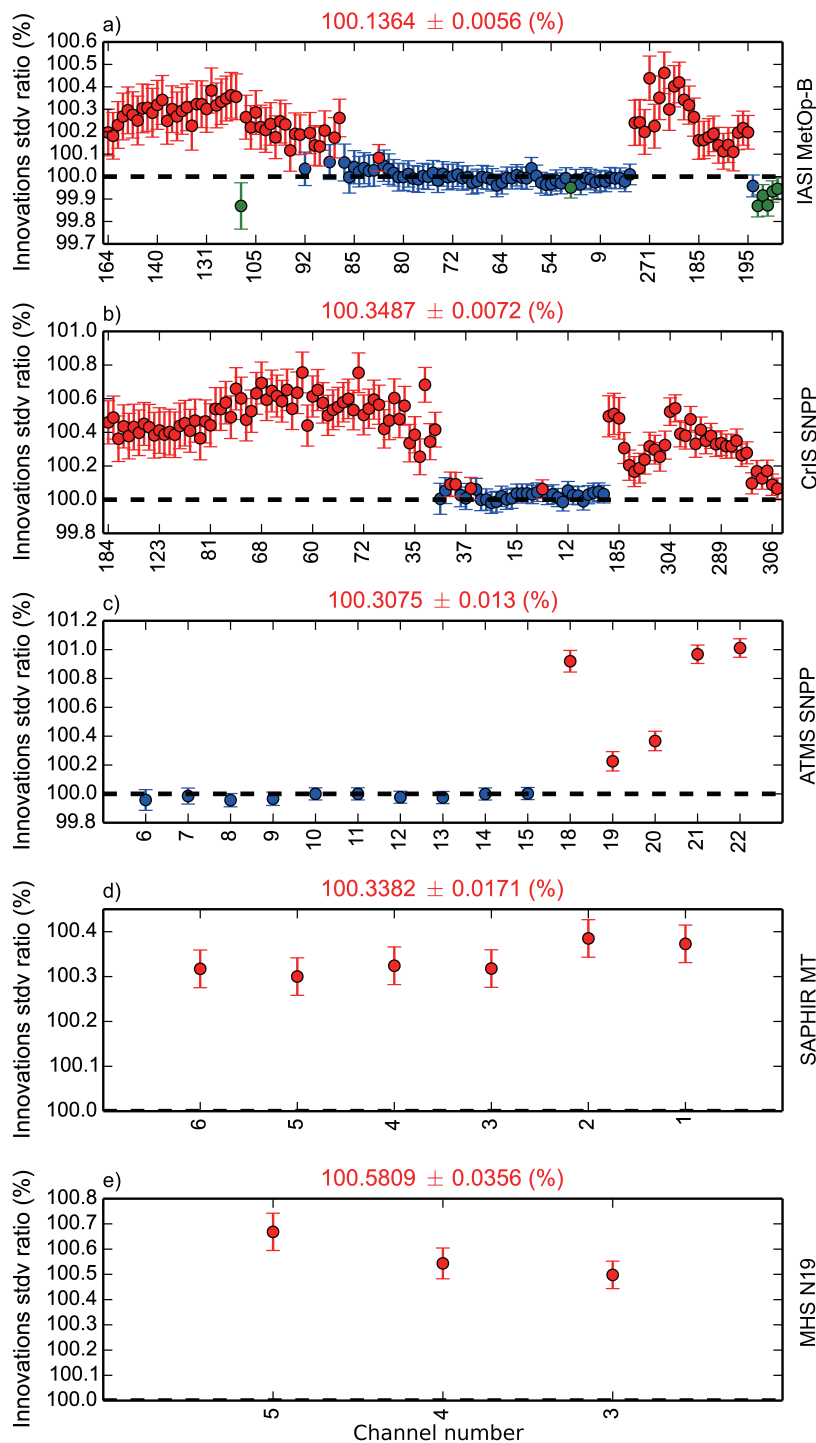 100.1364 ± 0.0056 (%)
a)
Innovations stdv ratio (%)
100.6
100.5
100.4
100.3
100.2
100.1
100.0
99.9
99.8
99.7
164 140 131 105 92 85 80 72 64 54 9 271 185 195
IASI MetOp-B
100.3487 ± 0.0072 (%)
b)
Innovations stdv ratio (%)
101.0
100.8
100.6
100.4
100.2
100.0
99.8
184 123 81 68 60 72 35 37 15 12 185 304 289 306
CrIS SNPP
100.3075 ± 0.013 (%)
c)
Innovations stdv ratio (%)
101.2
101.0
100.8
100.6
100.4
100.2
100.0
99.8
6 7 8 9 10 11 12 13 14 15 18 19 20 21 22
ATMS SNPP
100.3382 ± 0.0171 (%)
d)
Innovations stdv ratio (%)
100.4
100.3
100.2
100.1
100.0
6 5 4 3 2 1
SAPHIR MT
100.5809 ± 0.0356 (%)
e)
Innovations stdv ratio (%)
100.8
100.7
100.6
100.5
100.4
100.3
100.2
100.1
100.0
5 4 3
MHS N19
Channel number